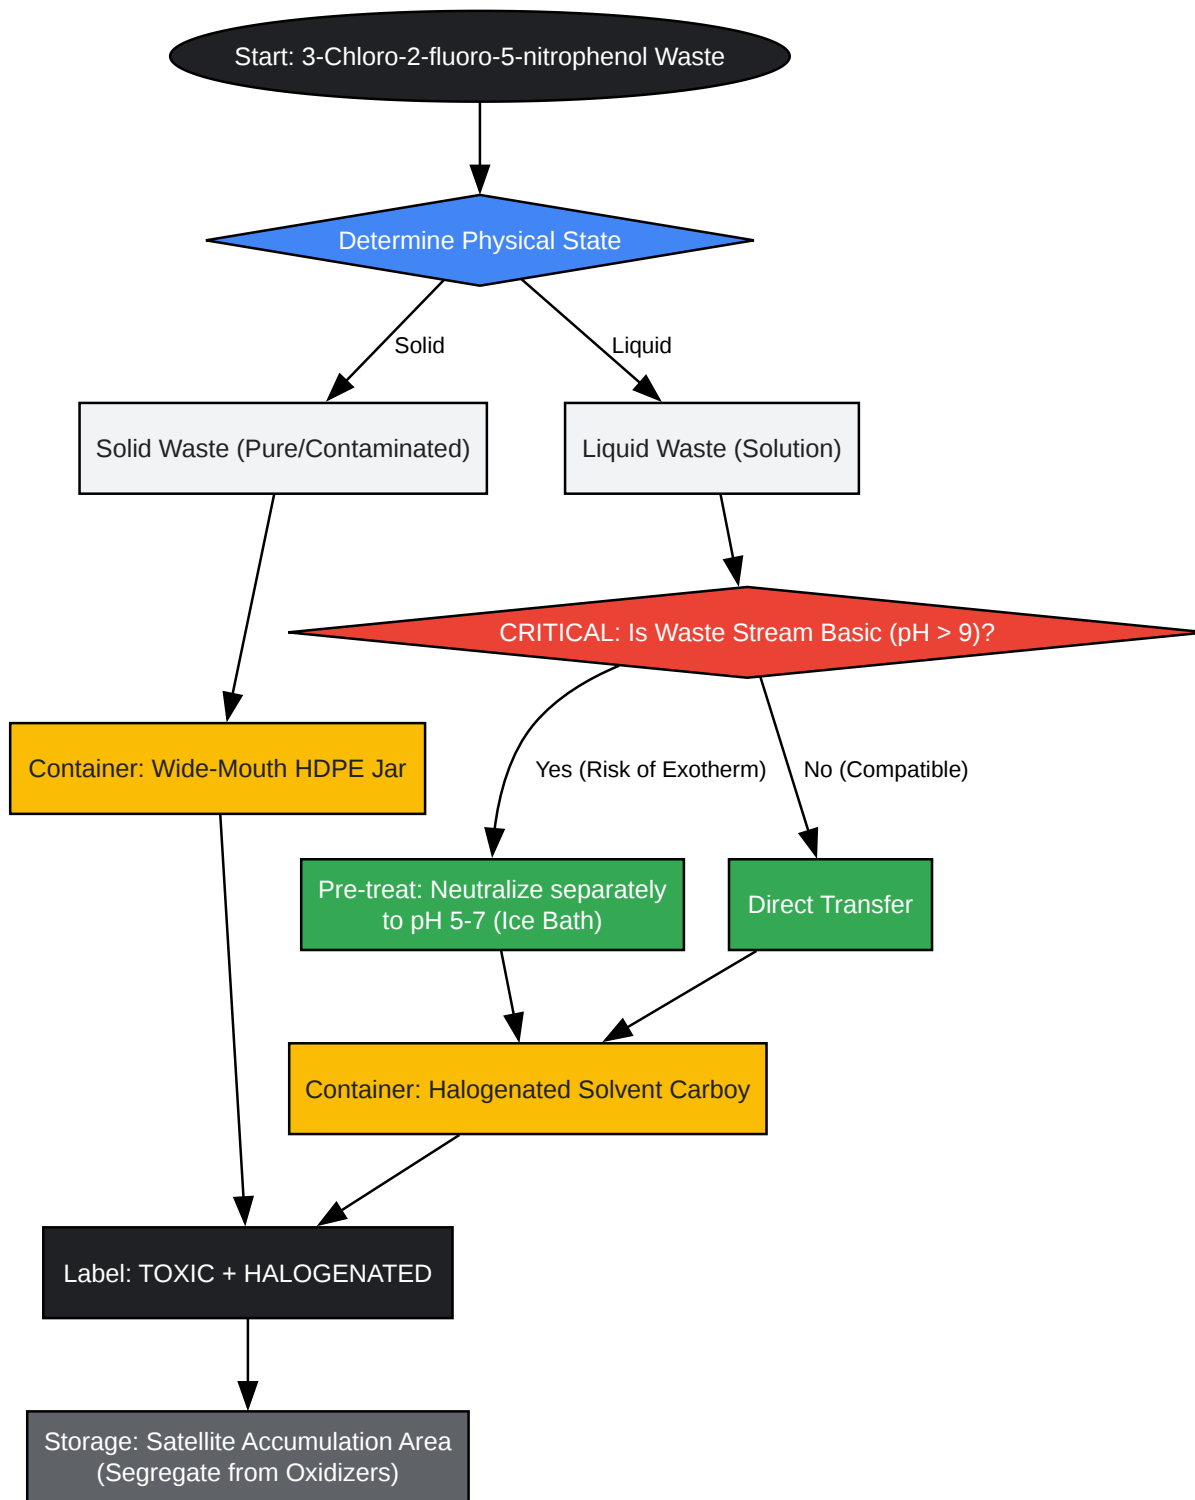 Start: 3-Chloro-2-fluoro-5-nitrophenol Waste
Determine Physical State
Solid
Liquid
Solid Waste (Pure/Contaminated)
Liquid Waste (Solution)
CRITICAL: Is Waste Stream Basic (pH > 9)?
Container: Wide-Mouth HDPE Jar
Yes (Risk of Exotherm)
No (Compatible)
Pre-treat: Neutralize separately
to pH 5-7 (Ice Bath)
Direct Transfer
Container: Halogenated Solvent Carboy
Label: TOXIC + HALOGENATED
Storage: Satellite Accumulation Area
(Segregate from Oxidizers)